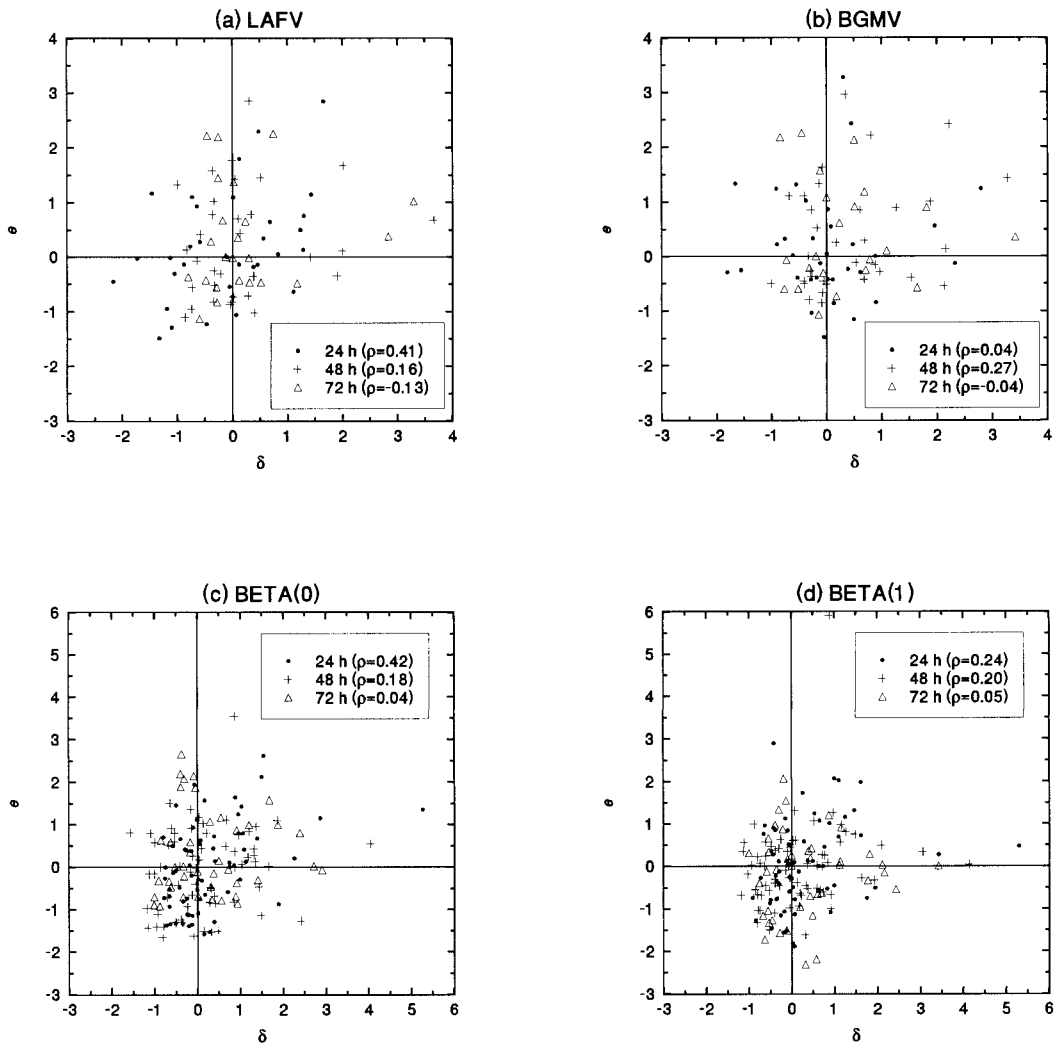 (a) LAFV
4
3
2
1
0
-1
-2
-3
-3 -2 -1 0 1 2 3 4
e
δ
24 h (ρ=0.41)
48 h (ρ=0.16)
72 h (ρ=-0.13)
(b) BGMV
4
3
2
1
0
-1
-2
-3
-3 -2 -1 0 1 2 3 4
e
δ
24 h (ρ=0.04)
48 h (ρ=0.27)
72 h (ρ=-0.04)
(c) BETA(0)
6
5
4
3
2
1
0
-1
-2
-3
-3 -2 -1 0 1 2 3 4 5 6
e
δ
24 h (ρ=0.42)
48 h (ρ=0.18)
72 h (ρ=0.04)
(d) BETA(1)
6
5
4
3
2
1
0
-1
-2
-3
-3 -2 -1 0 1 2 3 4 5 6
e
δ
24 h (ρ=0.24)
48 h (ρ=0.20)
72 h (ρ=0.05)